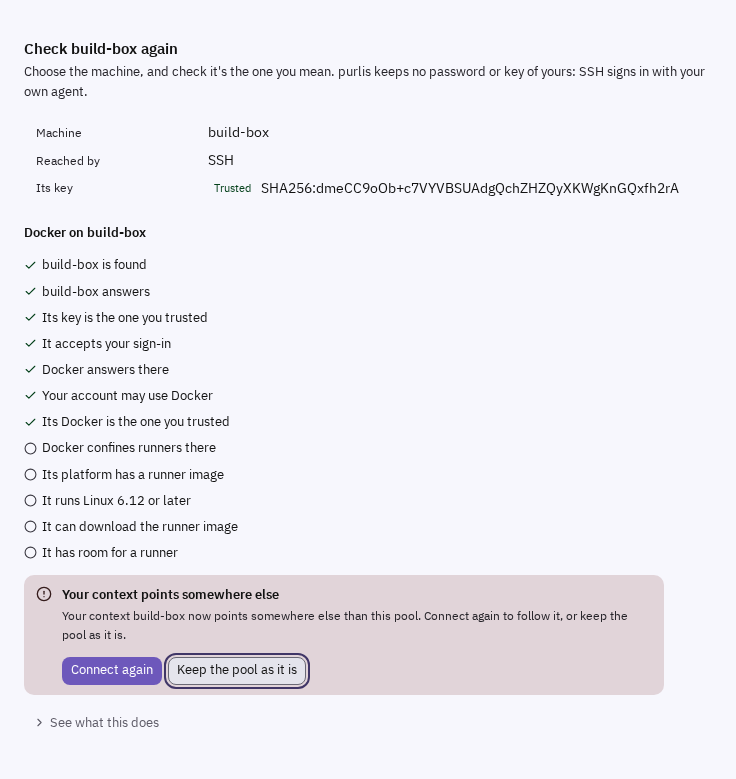 Check build-box again
Choose the machine, and check it's the one you mean. purlis keeps no password or key of yours: SSH signs in with your
own agent.
Machine build-box
Reached by SSH
Its key Trusted SHA256:dmeCC9oOb+c7VYVBSUAdgQchZHZQyXKWgKnGQxfh2rA
Docker on build-box
build-box is found
build-box answers
Its key is the one you trusted
It accepts your sign-in
Docker answers there
Your account may use Docker
Its Docker is the one you trusted
Docker confines runners there
Its platform has a runner image
It runs Linux 6.12 or later
It can download the runner image
It has room for a runner
Your context points somewhere else
Your context build-box now points somewhere else than this pool. Connect again to follow it, or keep the
pool as it is.
Connect again Keep the pool as it is
See what this does